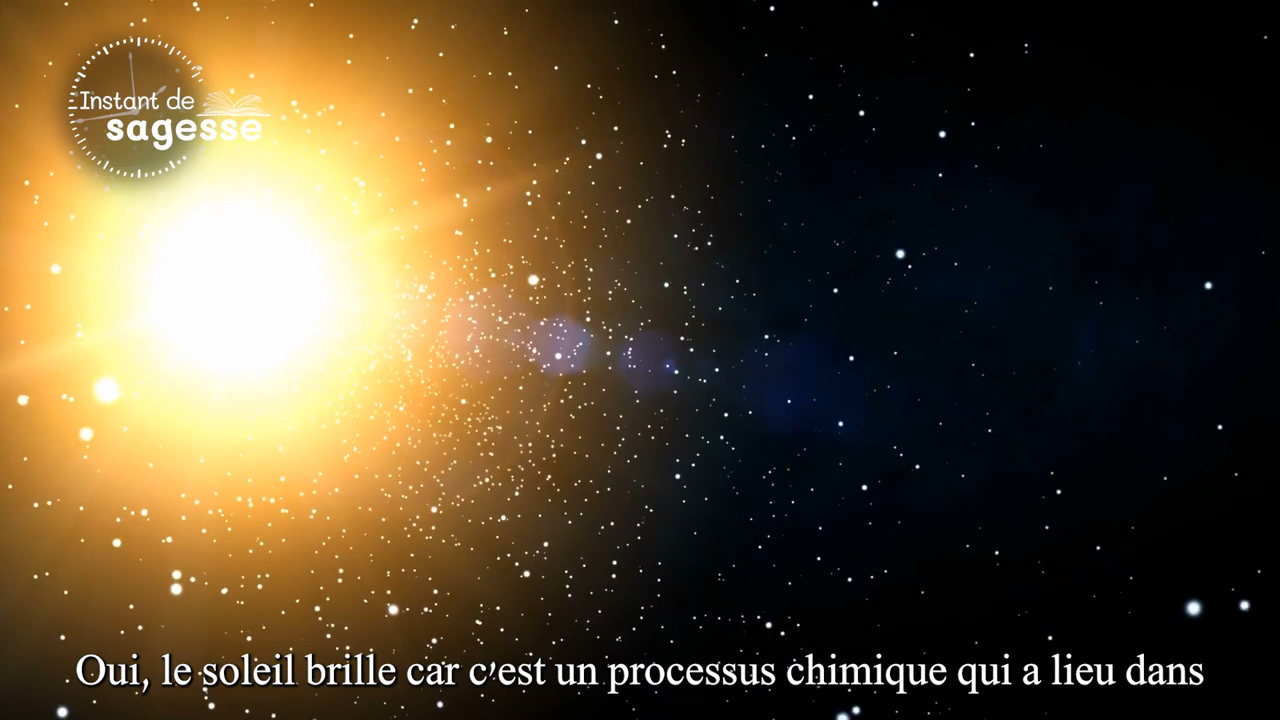 Instant de
sagesse
Oui, le soleil brille car c'est un processus chimique qui a lieu dans